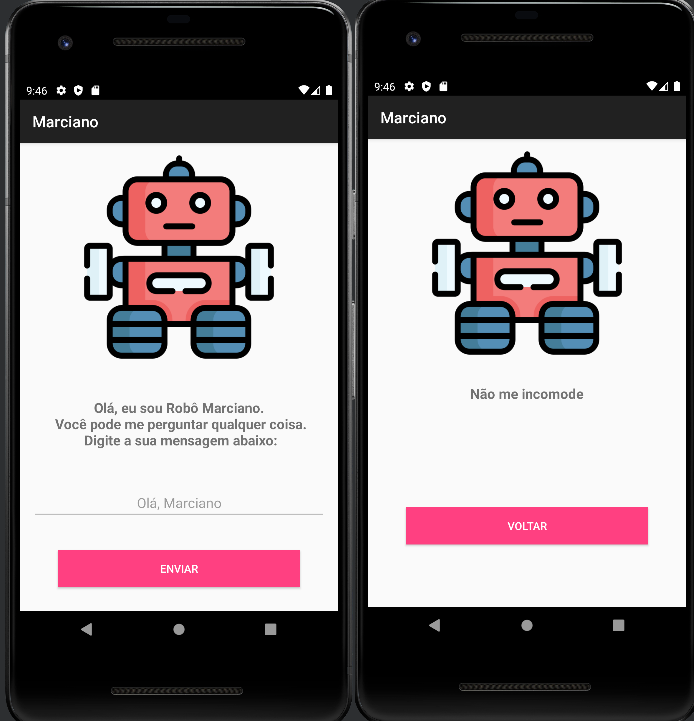 9:46
Marciano
Olá, eu sou Robô Marciano.
Você pode me perguntar qualquer coisa.
Digite a sua mensagem abaixo:
Olá, Marciano
ENVIAR
9:46
Marciano
Não me incomode
VOLTAR